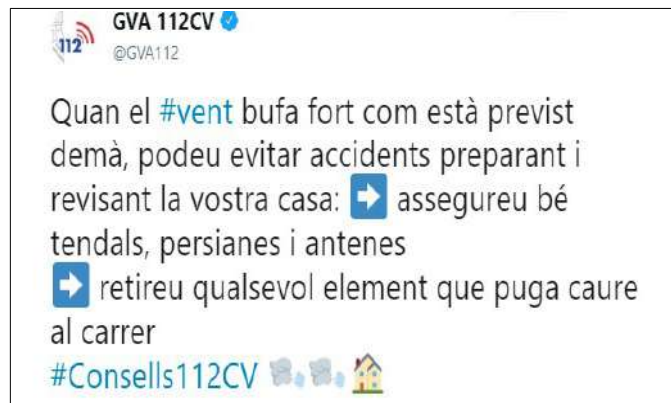 GVA 112CV
112
@GVA112
Quan el #vent bufa fort com està previst
demà, podeu evitar accidents preparant i
revisant la vostra casa: ➡️ assegureu bé
tendals, persianes i antenes
➡️ retireu qualsevol element que puga caure
al carrer
#Consells112CV 🌬️🌬️🏠